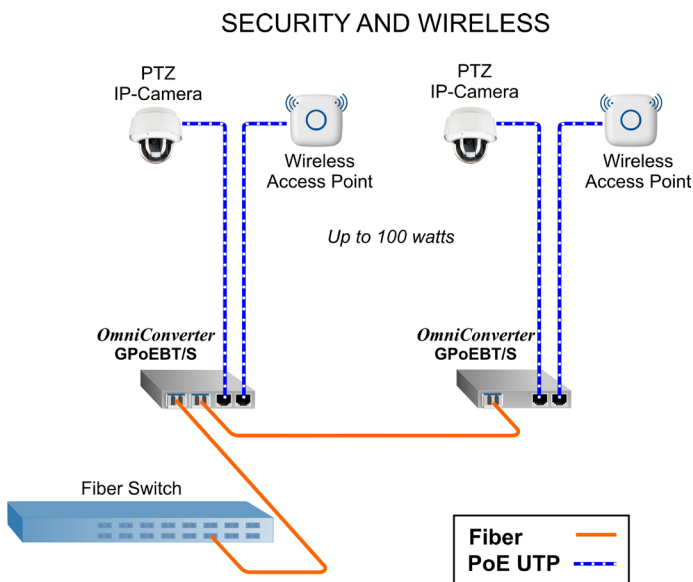 SECURITY AND WIRELESS
PTZ
IP-Camera
Wireless
Access Point
PTZ
IP-Camera
Wireless
Access Point
Up to 100 watts
OmniConverter
GPoEBT/S
OmniConverter
GPoEBT/S
Fiber Switch
Fiber
PoE UTP